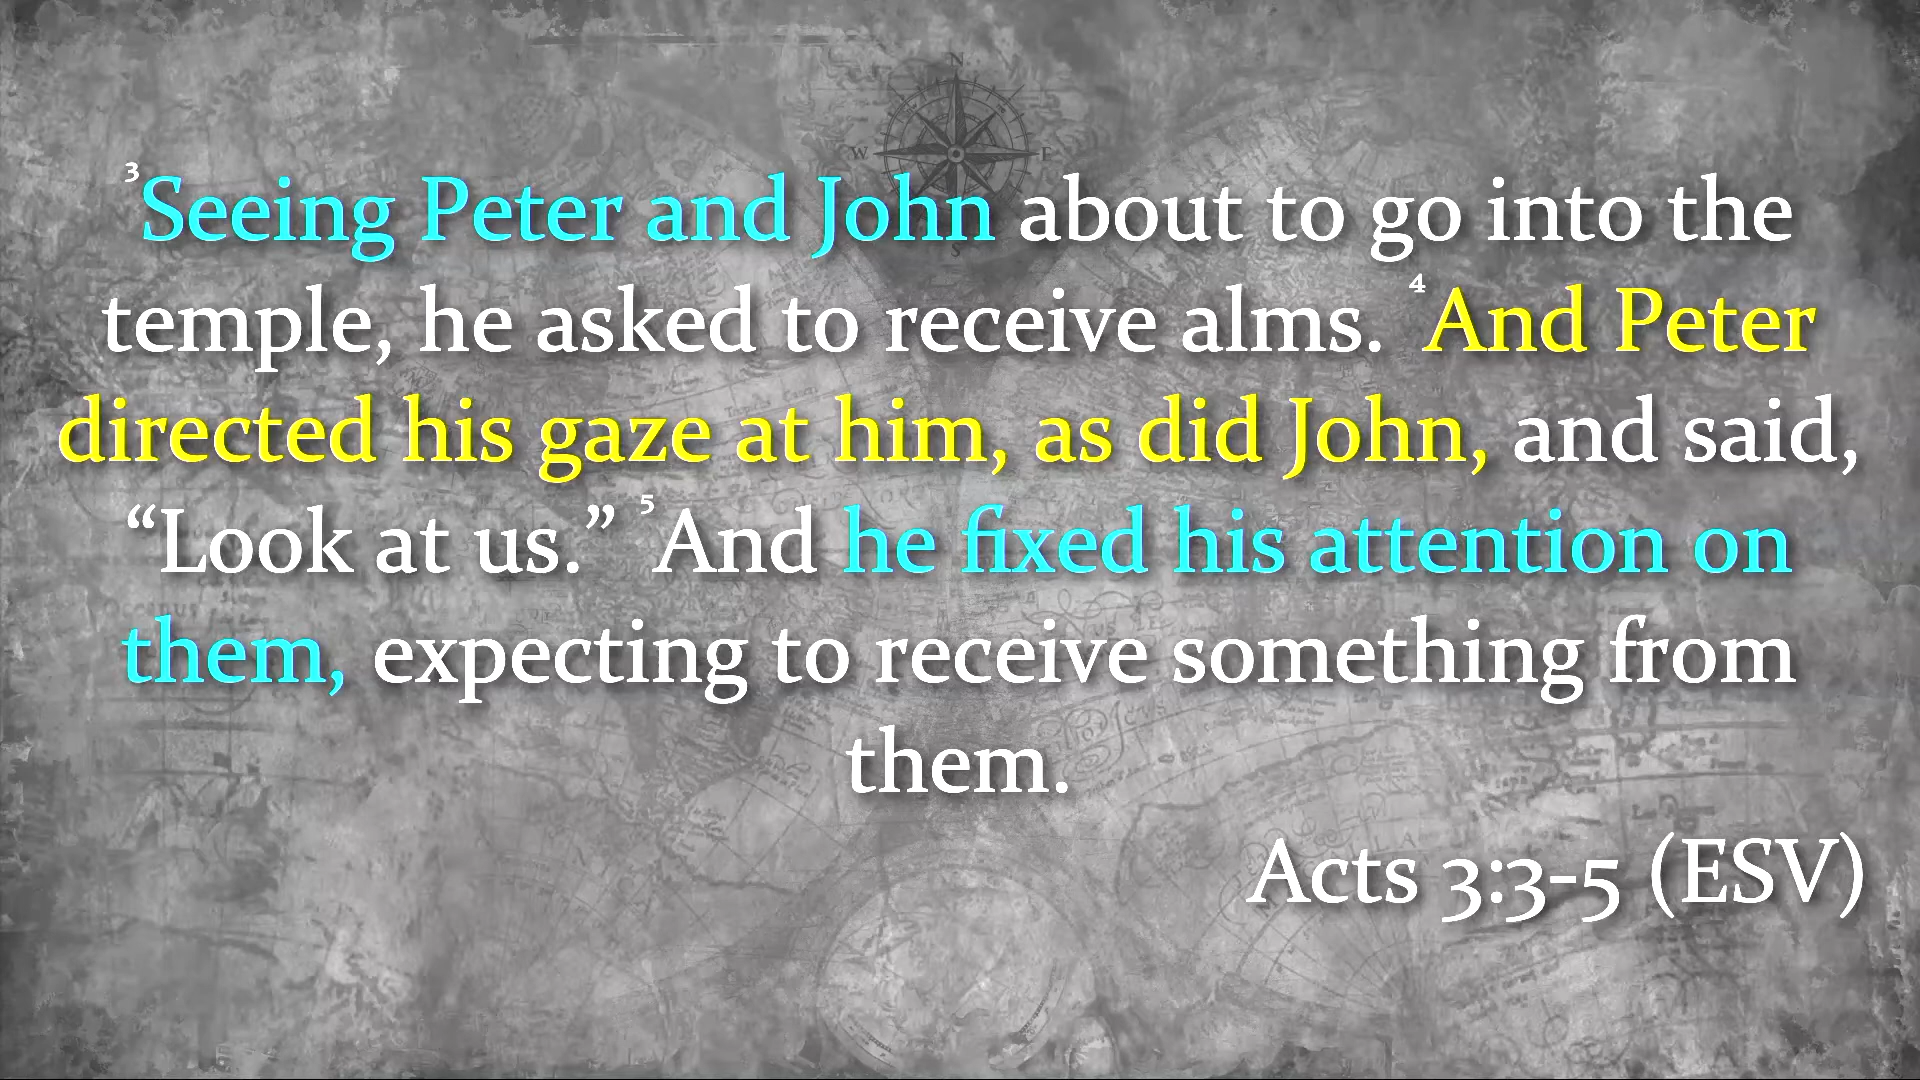 N
W E
S
³Seeing Peter and John about to go into the
temple, he asked to receive alms. ⁴And Peter
directed his gaze at him, as did John, and said,
“Look at us.” ⁵And he fixed his attention on
them, expecting to receive something from
them.
Acts 3:3-5 (ESV)